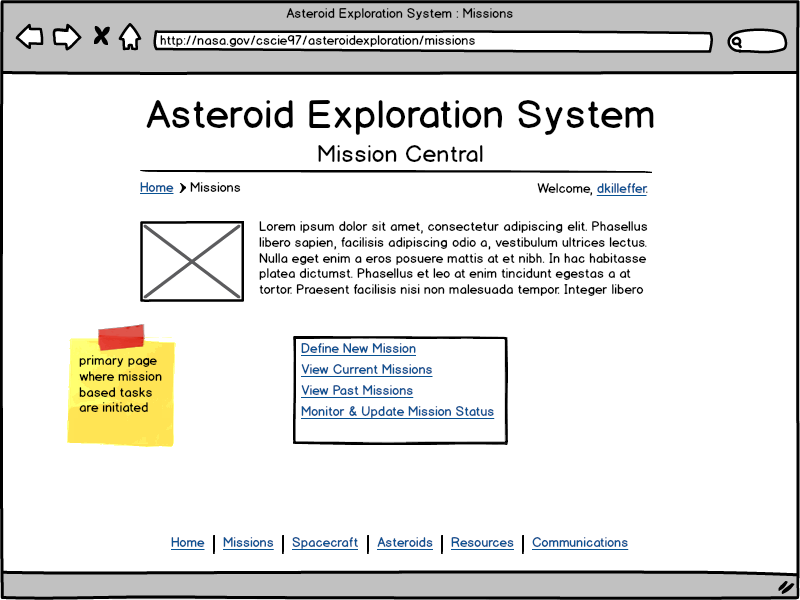 Asteroid Exploration System : Missions
http://nasa.gov/cscie97/asteroidexploration/missions
Asteroid Exploration System
Mission Central
Home > Missions
Welcome, dkilleffer.
Lorem ipsum dolor sit amet, consectetur adipiscing elit. Phasellus
libero sapien, facilisis adipiscing odio a, vestibulum ultrices lectus.
Nulla eget enim a eros posuere mattis at et nibh. In hac habitasse
platea dictumst. Phasellus et leo at enim tincidunt egestas a at
tortor. Praesent facilisis nisi non malesuada tempor. Integer libero
primary page
where mission
based tasks
are initiated
Define New Mission
View Current Missions
View Past Missions
Monitor & Update Mission Status
Home | Missions | Spacecraft | Asteroids | Resources | Communications